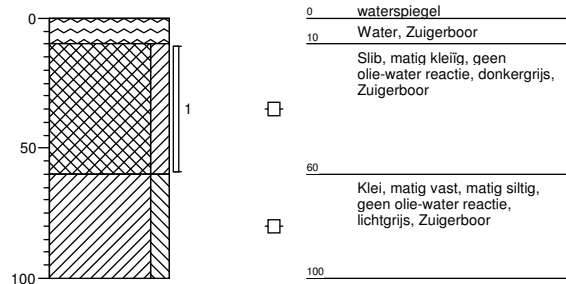 0
50
100
1
0 waterspiegel
Water, Zuigerboor
10
Slib, matig kleiïg, geen
olie-water reactie, donkergrijs,
Zuigerboor
60
Klei, matig vast, matig siltig,
geen olie-water reactie,
lichtgrijs, Zuigerboor
100